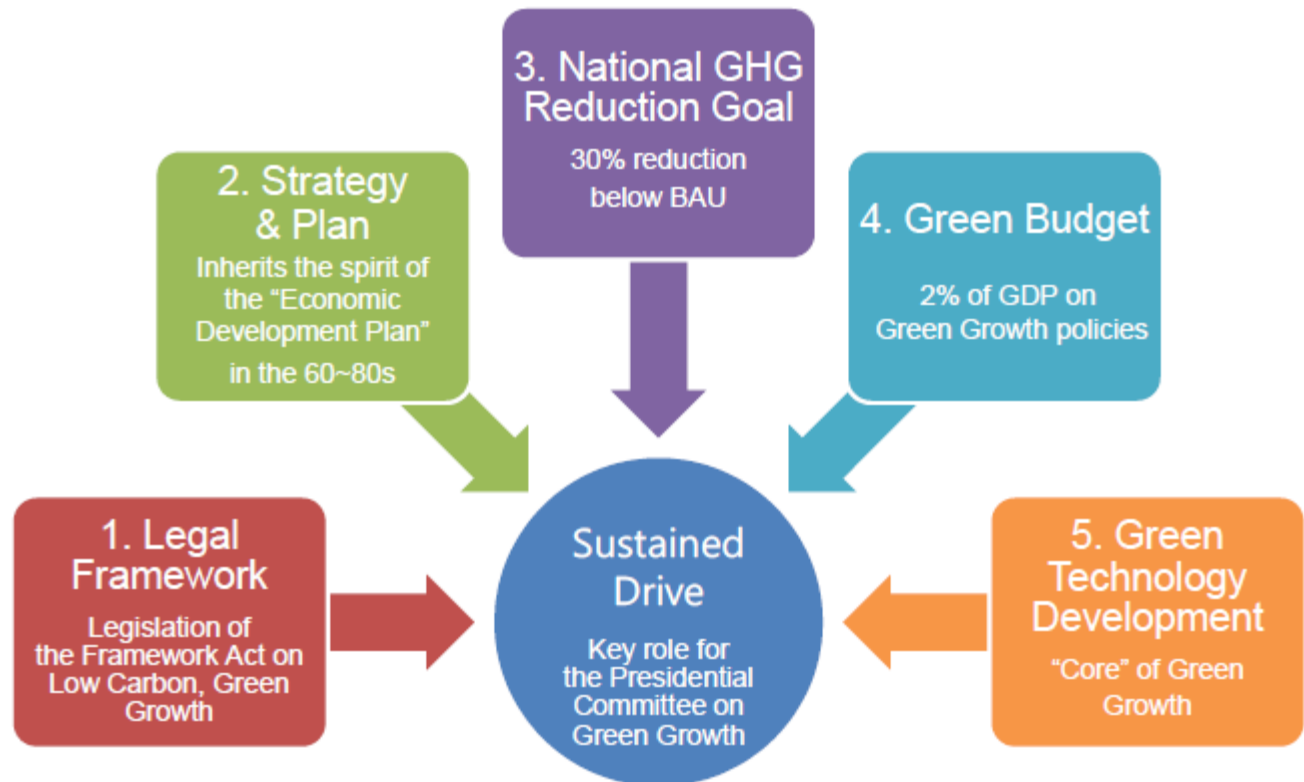 1. Legal
Framework
Legislation of
the Framework Act on
Low Carbon, Green
Growth
2. Strategy
& Plan
Inherits the spirit of
the “Economic
Development Plan”
in the 60~80s
3. National GHG
Reduction Goal
30% reduction
below BAU
4. Green Budget
2% of GDP on
Green Growth policies
5. Green
Technology
Development
“Core” of Green
Growth
Sustained
Drive
Key role for
the Presidential
Committee on
Green Growth